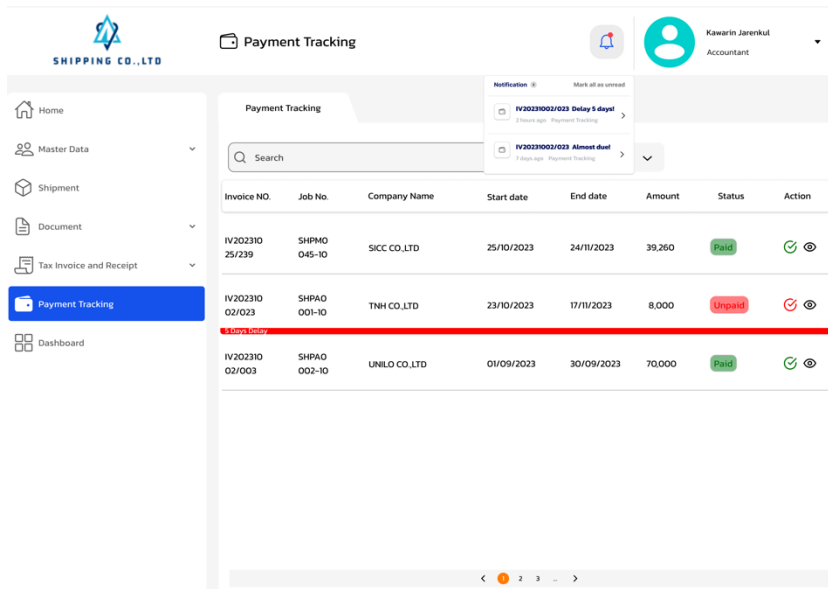 SHIPPING CO.,LTD
Payment Tracking
Kawarin Jarenkul
Accountant
Notification
Mark all as unread
IV20231002/023 Delay 5 days!
2 hours ago Payment Tracking
IV20231002/023 Almost due!
7 days ago Payment Tracking
Home
Master Data
Shipment
Document
Tax Invoice and Receipt
Payment Tracking
Dashboard
Payment Tracking
Search
Invoice NO. Job No. Company Name Start date End date Amount Status Action
IV202310 SHPMO
25/239 045-10 SICC CO.,LTD 25/10/2023 24/11/2023 39,260 Paid
IV202310 SHPAO
02/023 001-10 TNH CO.,LTD 23/10/2023 17/11/2023 8,000 Unpaid
5 Days Delay
IV202310 SHPAO
02/003 002-10 UNILO CO.,LTD 01/09/2023 30/09/2023 70,000 Paid
1 2 3 ...